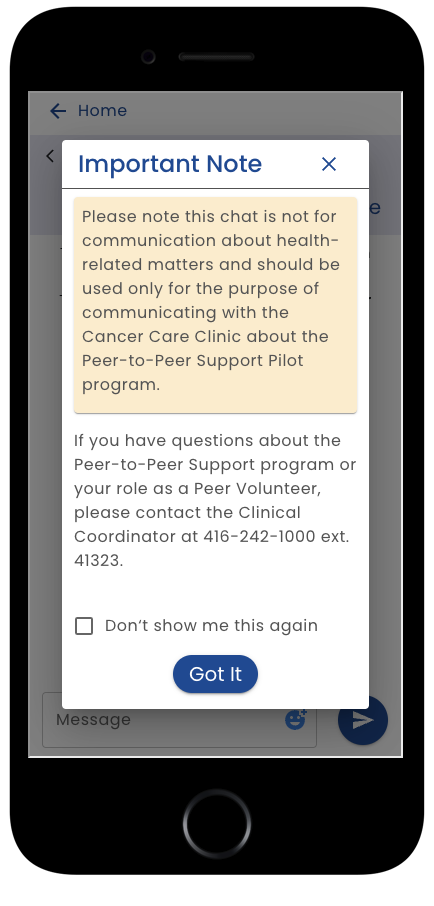 Home
Important Note
e
Please note this chat is not for
communication about health-
related matters and should be
used only for the purpose of
communicating with the
Cancer Care Clinic about the
Peer-to-Peer Support Pilot
program.
If you have questions about the
Peer-to-Peer Support program or
your role as a Peer Volunteer,
please contact the Clinical
Coordinator at 416-242-1000 ext.
41323.
Don't show me this again
Got It
Message